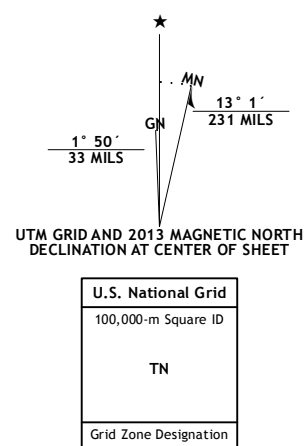 ★
MN
GN
13° 1´
231 MILS
1° 50´
33 MILS
UTM GRID AND 2013 MAGNETIC NORTH
DECLINATION AT CENTER OF SHEET
U.S. National Grid
100,000-m Square ID
TN
Grid Zone Designation